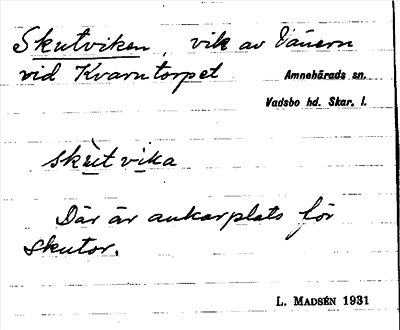 Skutviken, vik av Vänern
vid Kvarntorpet
Amnehärads sn.
Vadsbo hd. Skar. l.
skùt vika
Där är ankarplats för
skutor.
L. MADSÉN 1931